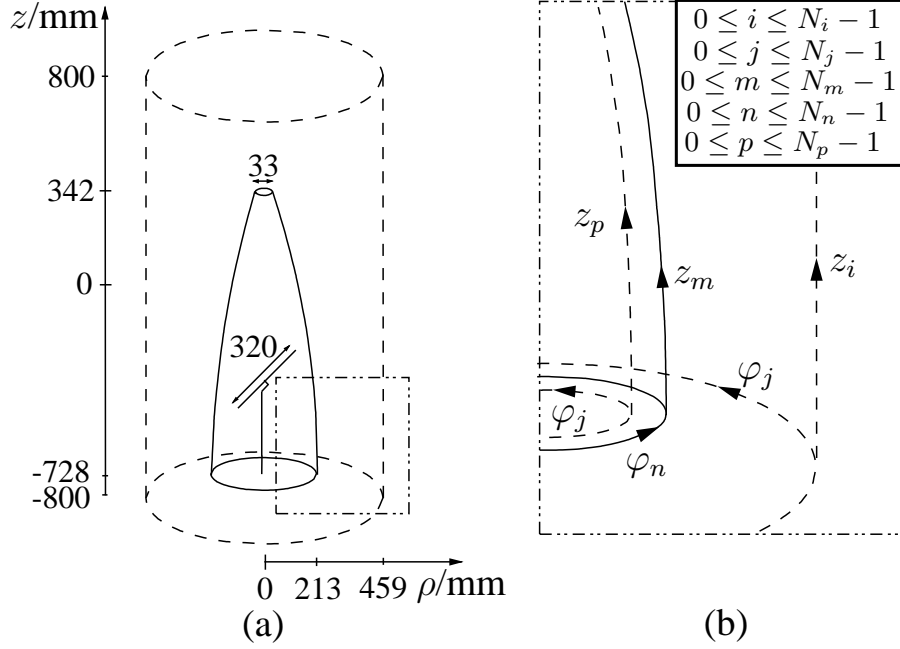 z/mm
800
33
342
0
320
-728
-800
0 213 459 ρ/mm
(a)
0 ≤ i ≤ N_i − 1
0 ≤ j ≤ N_j − 1
0 ≤ m ≤ N_m − 1
0 ≤ n ≤ N_n − 1
0 ≤ p ≤ N_p − 1
z_p
z_m
z_i
φ_j
φ_j
φ_n
(b)